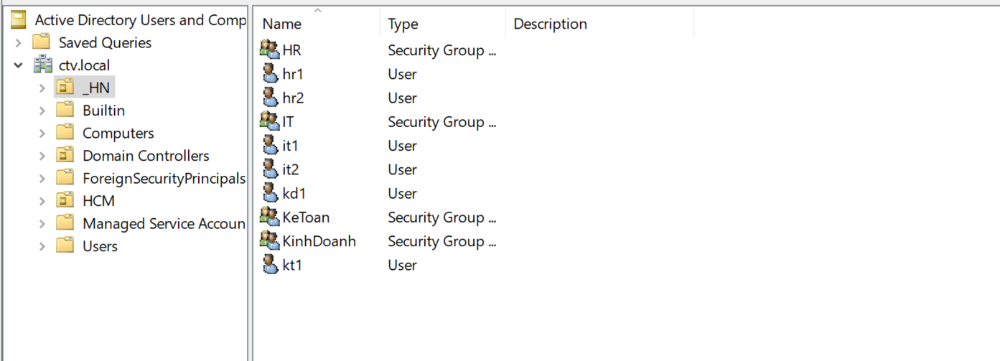 Active Directory Users and Comp
Saved Queries
ctv.local
_HN
Builtin
Computers
Domain Controllers
ForeignSecurityPrincipals
HCM
Managed Service Accoun
Users
Name Type Description
HR Security Group ...
hr1 User
hr2 User
IT Security Group ...
it1 User
it2 User
kd1 User
KeToan Security Group ...
KinhDoanh Security Group ...
kt1 User